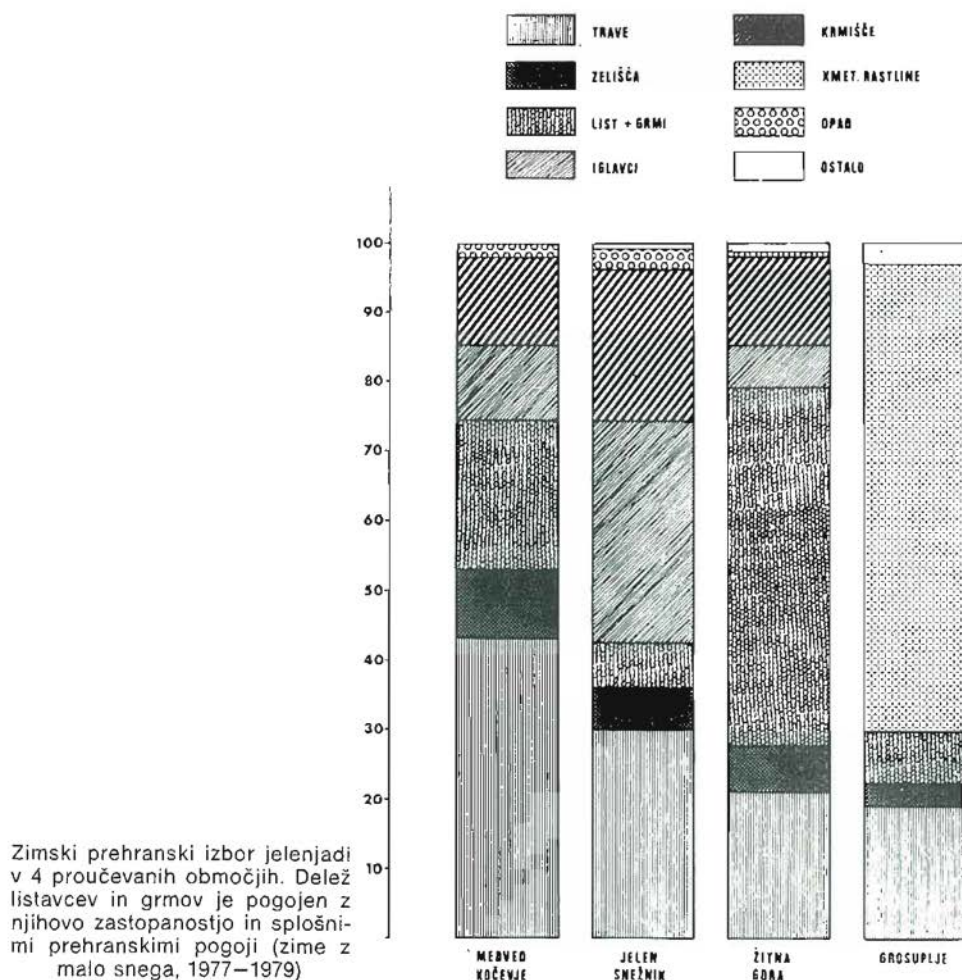 TRAVE
ZELIŠČA
LIST + GRMI
IGLAVCI
KRMIŠČE
KMET. RASTLINE
OPAD
OSTALO
100
90
80
70
60
50
40
30
20
10
MEDVED
KOČEVJE
JELEN
SNEŽNIK
ŽITNA
GORA
GROSUPLJE
Zimski prehranski izbor jelenjadi
v 4 proučevanih območjih. Delež
listavcev in grmov je pogojen z
njihovo zastopanostjo in splošni-
mi prehranskimi pogoji (zime z
malo snega, 1977–1979)